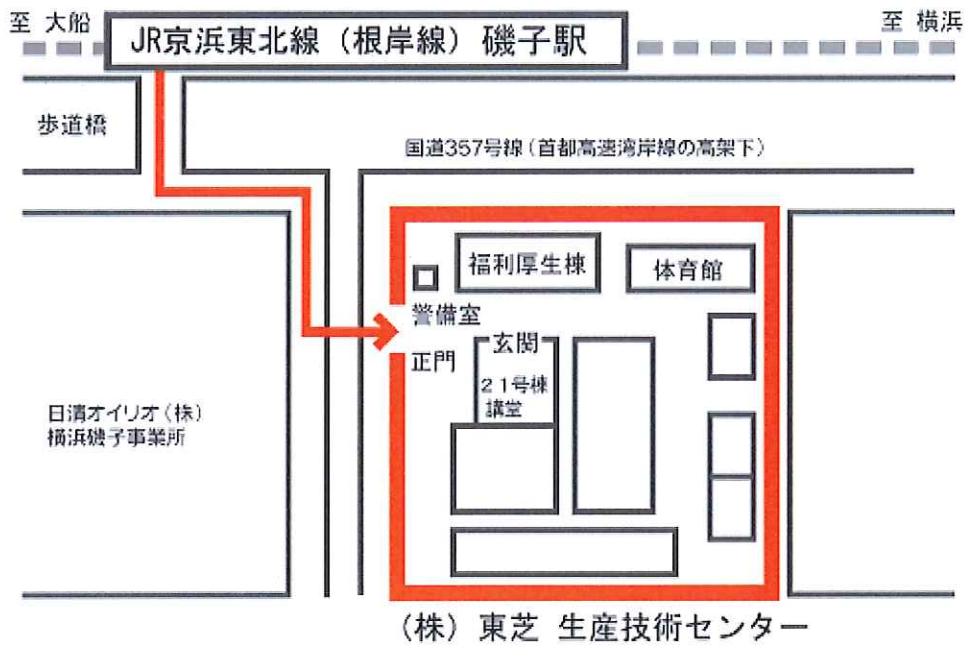 至 大船
至 横浜
JR京浜東北線（根岸線）磯子駅
歩道橋
国道357号線（首都高速湾岸線の高架下）
福利厚生棟
体育館
警備室
正門
玄関
２１号棟
講堂
日清オイリオ（株）
横浜磯子事業所
（株）東芝 生産技術センター